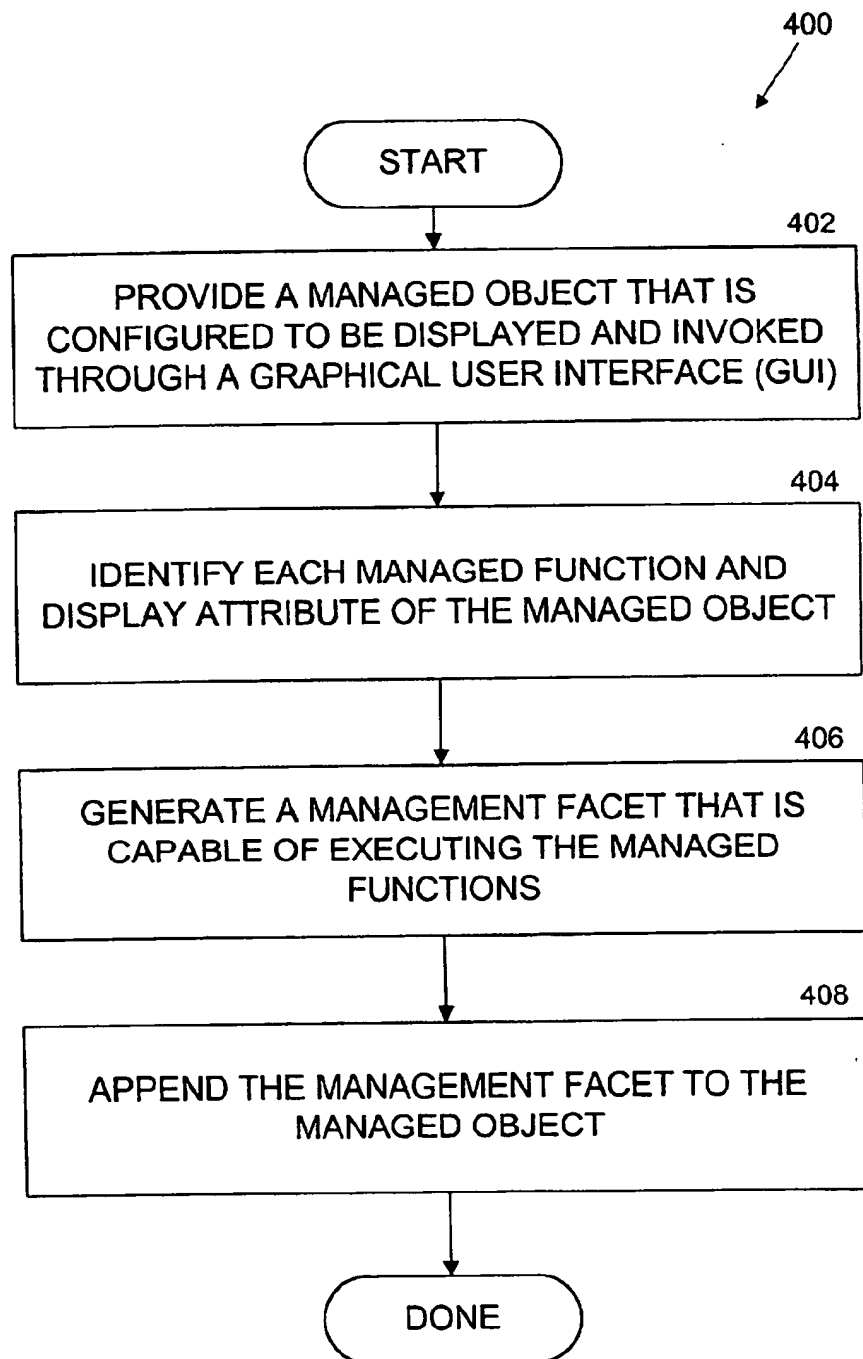 400
START
402
PROVIDE A MANAGED OBJECT THAT IS
CONFIGURED TO BE DISPLAYED AND INVOKED
THROUGH A GRAPHICAL USER INTERFACE (GUI)
404
IDENTIFY EACH MANAGED FUNCTION AND
DISPLAY ATTRIBUTE OF THE MANAGED OBJECT
406
GENERATE A MANAGEMENT FACET THAT IS
CAPABLE OF EXECUTING THE MANAGED
FUNCTIONS
408
APPEND THE MANAGEMENT FACET TO THE
MANAGED OBJECT
DONE